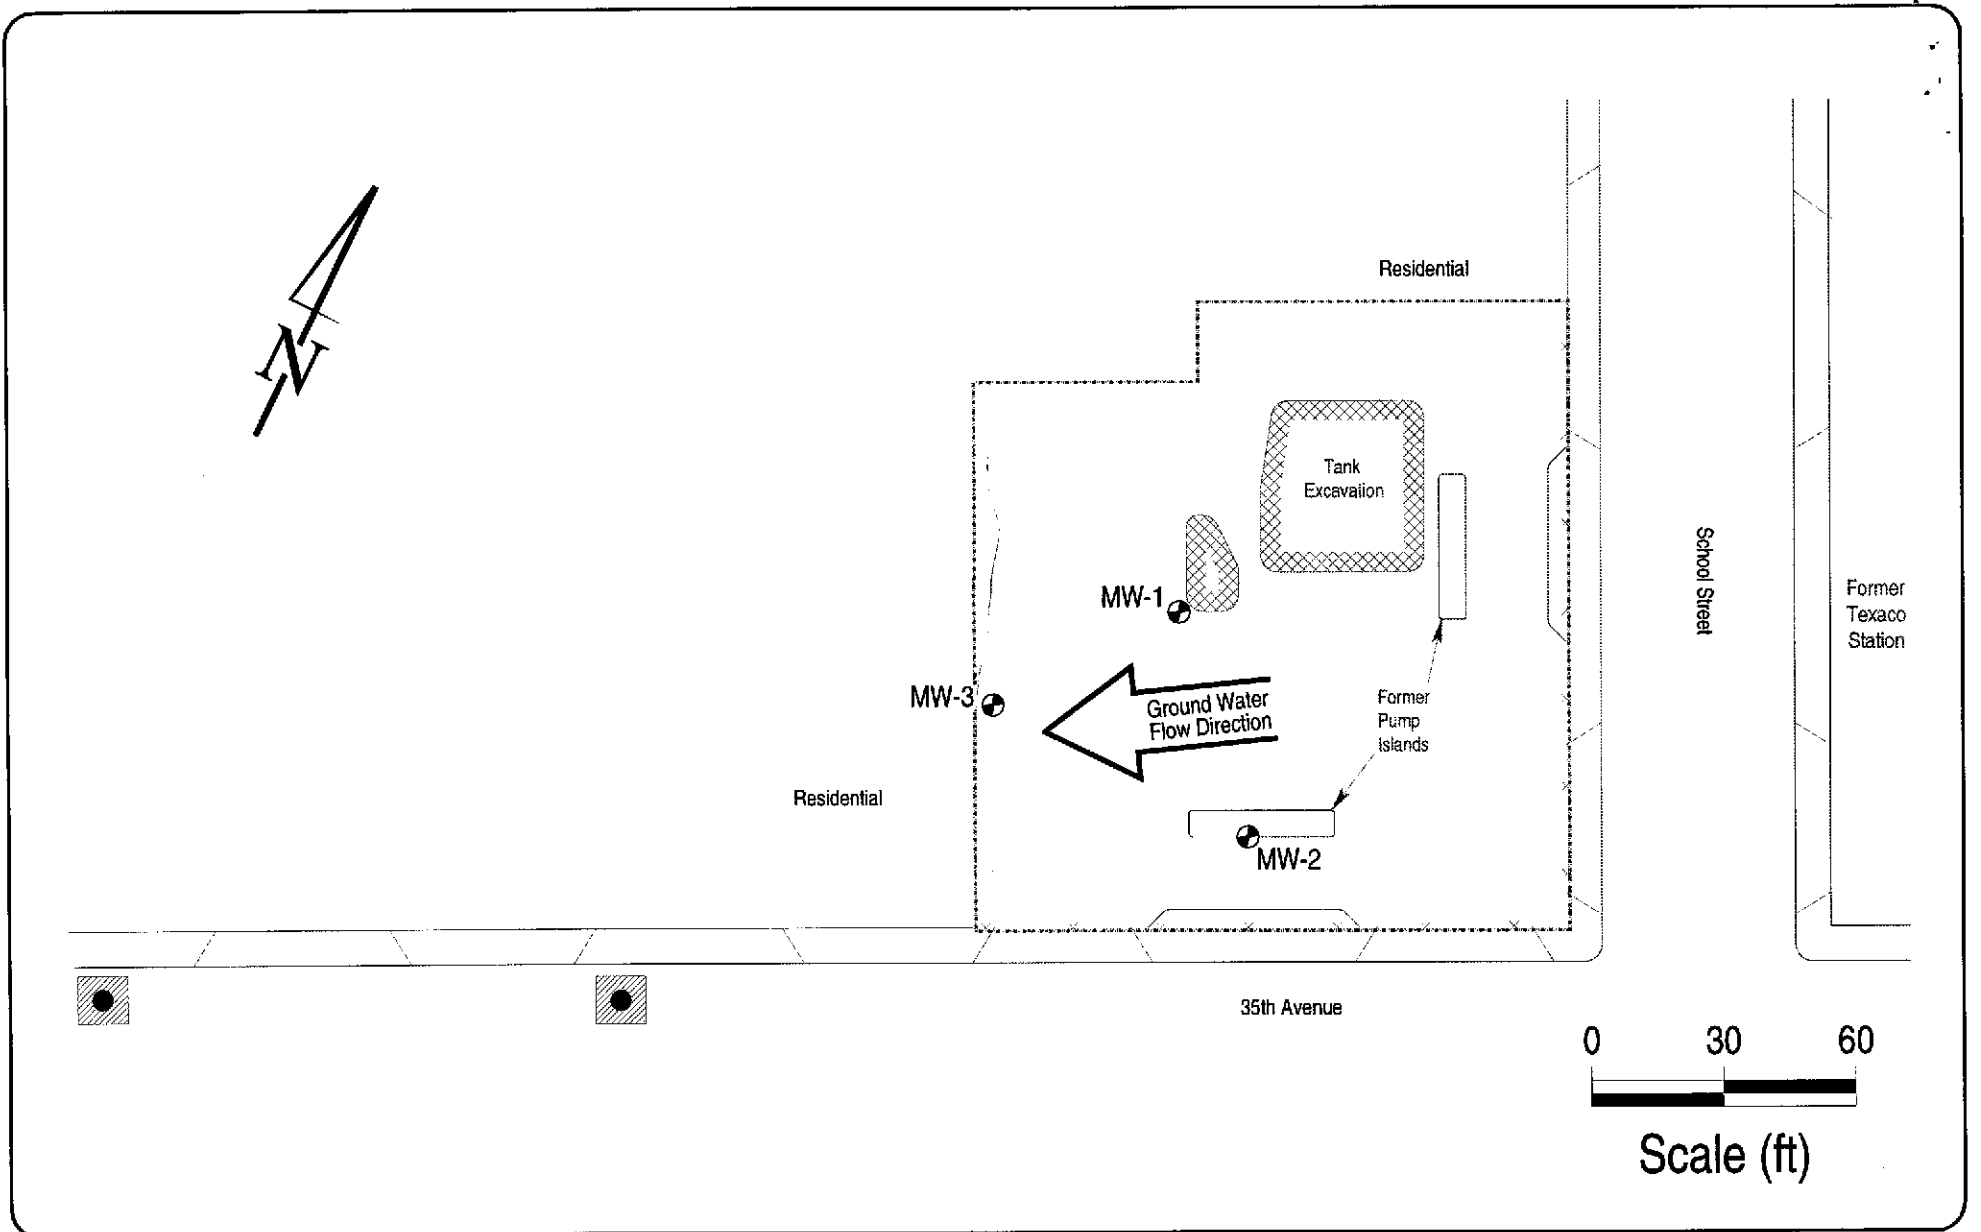 Residential
N
Tank
Excavation
School Street
MW-1
Former
Texaco
Station
MW-3
Ground Water
Flow Direction
Former
Pump
Islands
Residential
MW-2
35th Avenue
0 30 60
Scale (ft)